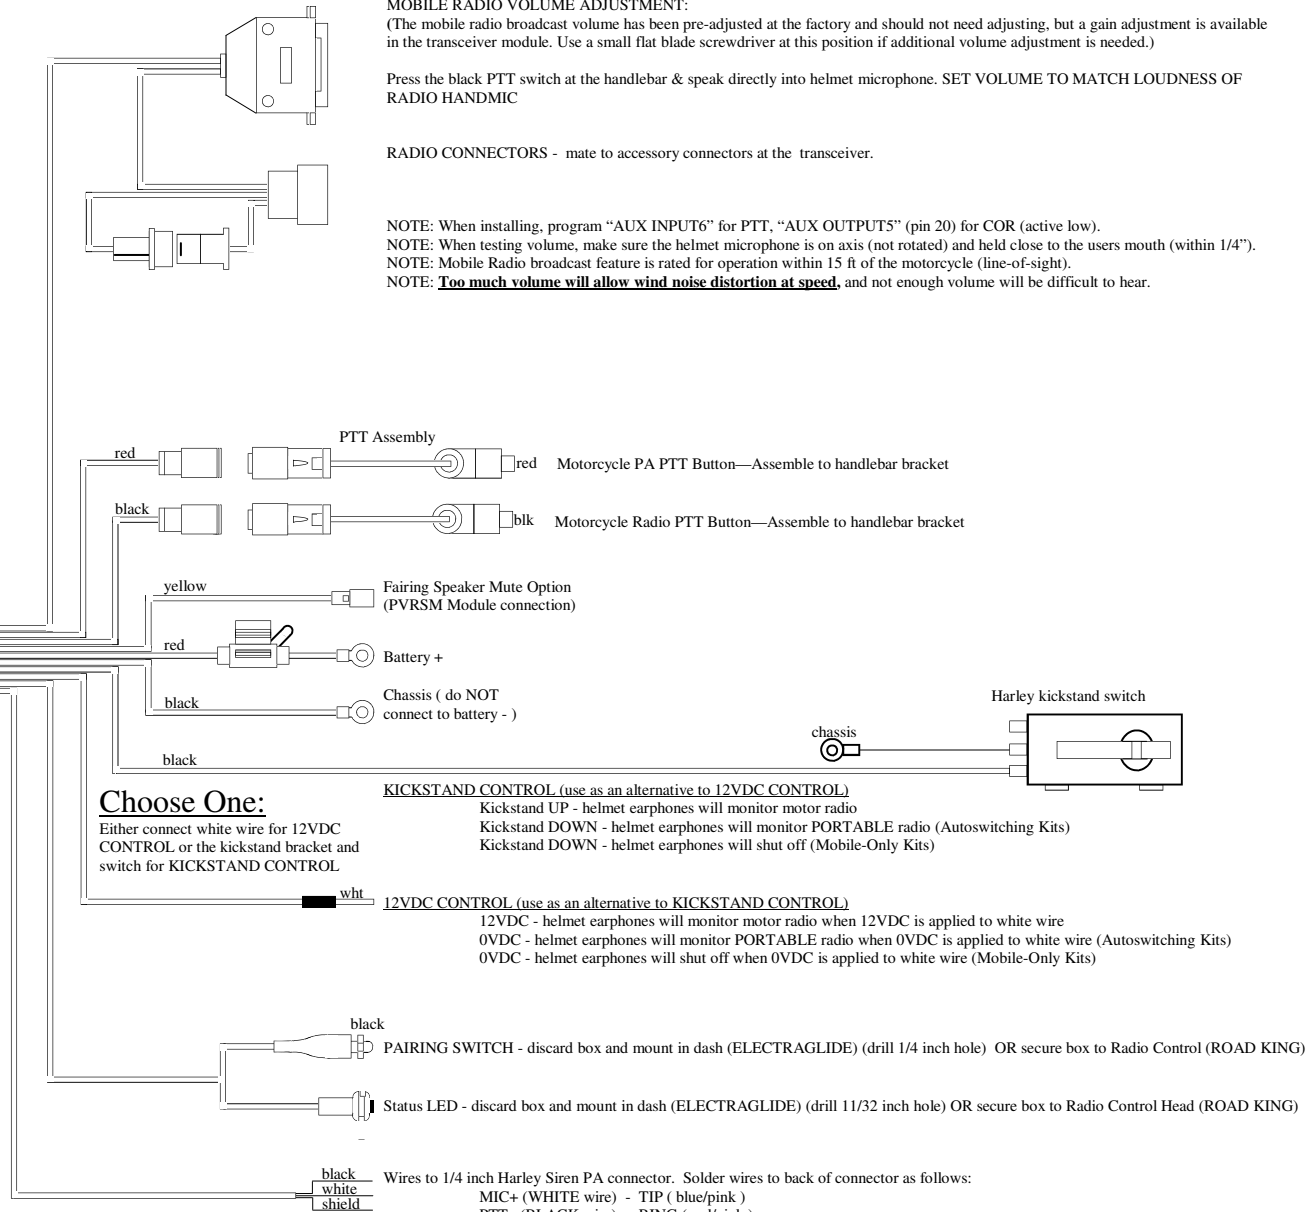 MOBILE RADIO VOLUME ADJUSTMENT:
(The mobile radio broadcast volume has been pre-adjusted at the factory and should not need adjusting, but a gain adjustment is available
in the transceiver module. Use a small flat blade screwdriver at this position if additional volume adjustment is needed.)
Press the black PTT switch at the handlebar & speak directly into helmet microphone. SET VOLUME TO MATCH LOUDNESS OF
RADIO HANDMIC
RADIO CONNECTORS - mate to accessory connectors at the transceiver.
NOTE: When installing, program “AUX INPUT6” for PTT, “AUX OUTPUT5” (pin 20) for COR (active low).
NOTE: When testing volume, make sure the helmet microphone is on axis (not rotated) and held close to the users mouth (within 1/4”).
NOTE: Mobile Radio broadcast feature is rated for operation within 15 ft of the motorcycle (line-of-sight).
NOTE: Too much volume will allow wind noise distortion at speed, and not enough volume will be difficult to hear.
PTT Assembly
red
red
Motorcycle PA PTT Button—Assemble to handlebar bracket
black
blk
Motorcycle Radio PTT Button—Assemble to handlebar bracket
yellow
Fairing Speaker Mute Option
(PVRSM Module connection)
red
Battery +
black
Chassis ( do NOT
connect to battery - )
Harley kickstand switch
chassis
black
Choose One:
Either connect white wire for 12VDC
CONTROL or the kickstand bracket and
switch for KICKSTAND CONTROL
KICKSTAND CONTROL (use as an alternative to 12VDC CONTROL)
Kickstand UP - helmet earphones will monitor motor radio
Kickstand DOWN - helmet earphones will monitor PORTABLE radio (Autoswitching Kits)
Kickstand DOWN - helmet earphones will shut off (Mobile-Only Kits)
wht
12VDC CONTROL (use as an alternative to KICKSTAND CONTROL)
12VDC - helmet earphones will monitor motor radio when 12VDC is applied to white wire
0VDC - helmet earphones will monitor PORTABLE radio when 0VDC is applied to white wire (Autoswitching Kits)
0VDC - helmet earphones will shut off when 0VDC is applied to white wire (Mobile-Only Kits)
black
PAIRING SWITCH - discard box and mount in dash (ELECTRAGLIDE) (drill 1/4 inch hole) OR secure box to Radio Control (ROAD KING)
Status LED - discard box and mount in dash (ELECTRAGLIDE) (drill 11/32 inch hole) OR secure box to Radio Control Head (ROAD KING)
black
white
shield
Wires to 1/4 inch Harley Siren PA connector. Solder wires to back of connector as follows:
MIC+ (WHITE wire) - TIP ( blue/pink )